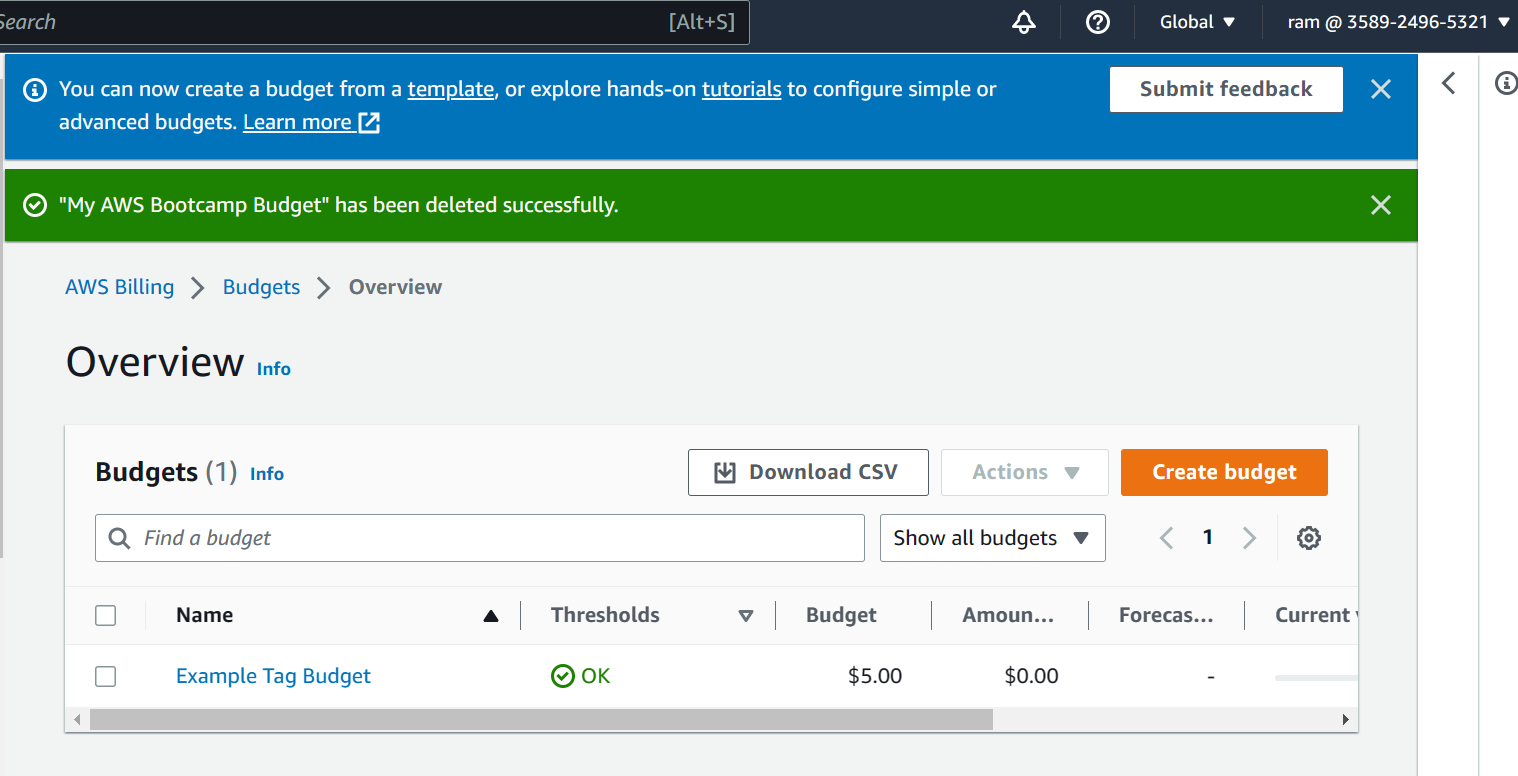 Search [Alt+S] Global ram @ 3589-2496-5321
You can now create a budget from a template, or explore hands-on tutorials to configure simple or
advanced budgets. Learn more
Submit feedback
"My AWS Bootcamp Budget" has been deleted successfully.
AWS Billing Budgets Overview
Overview Info
Budgets (1) Info Download CSV Actions Create budget
Find a budget Show all budgets 1
Name Thresholds Budget Amoun... Forecas... Current
Example Tag Budget OK $5.00 $0.00 -